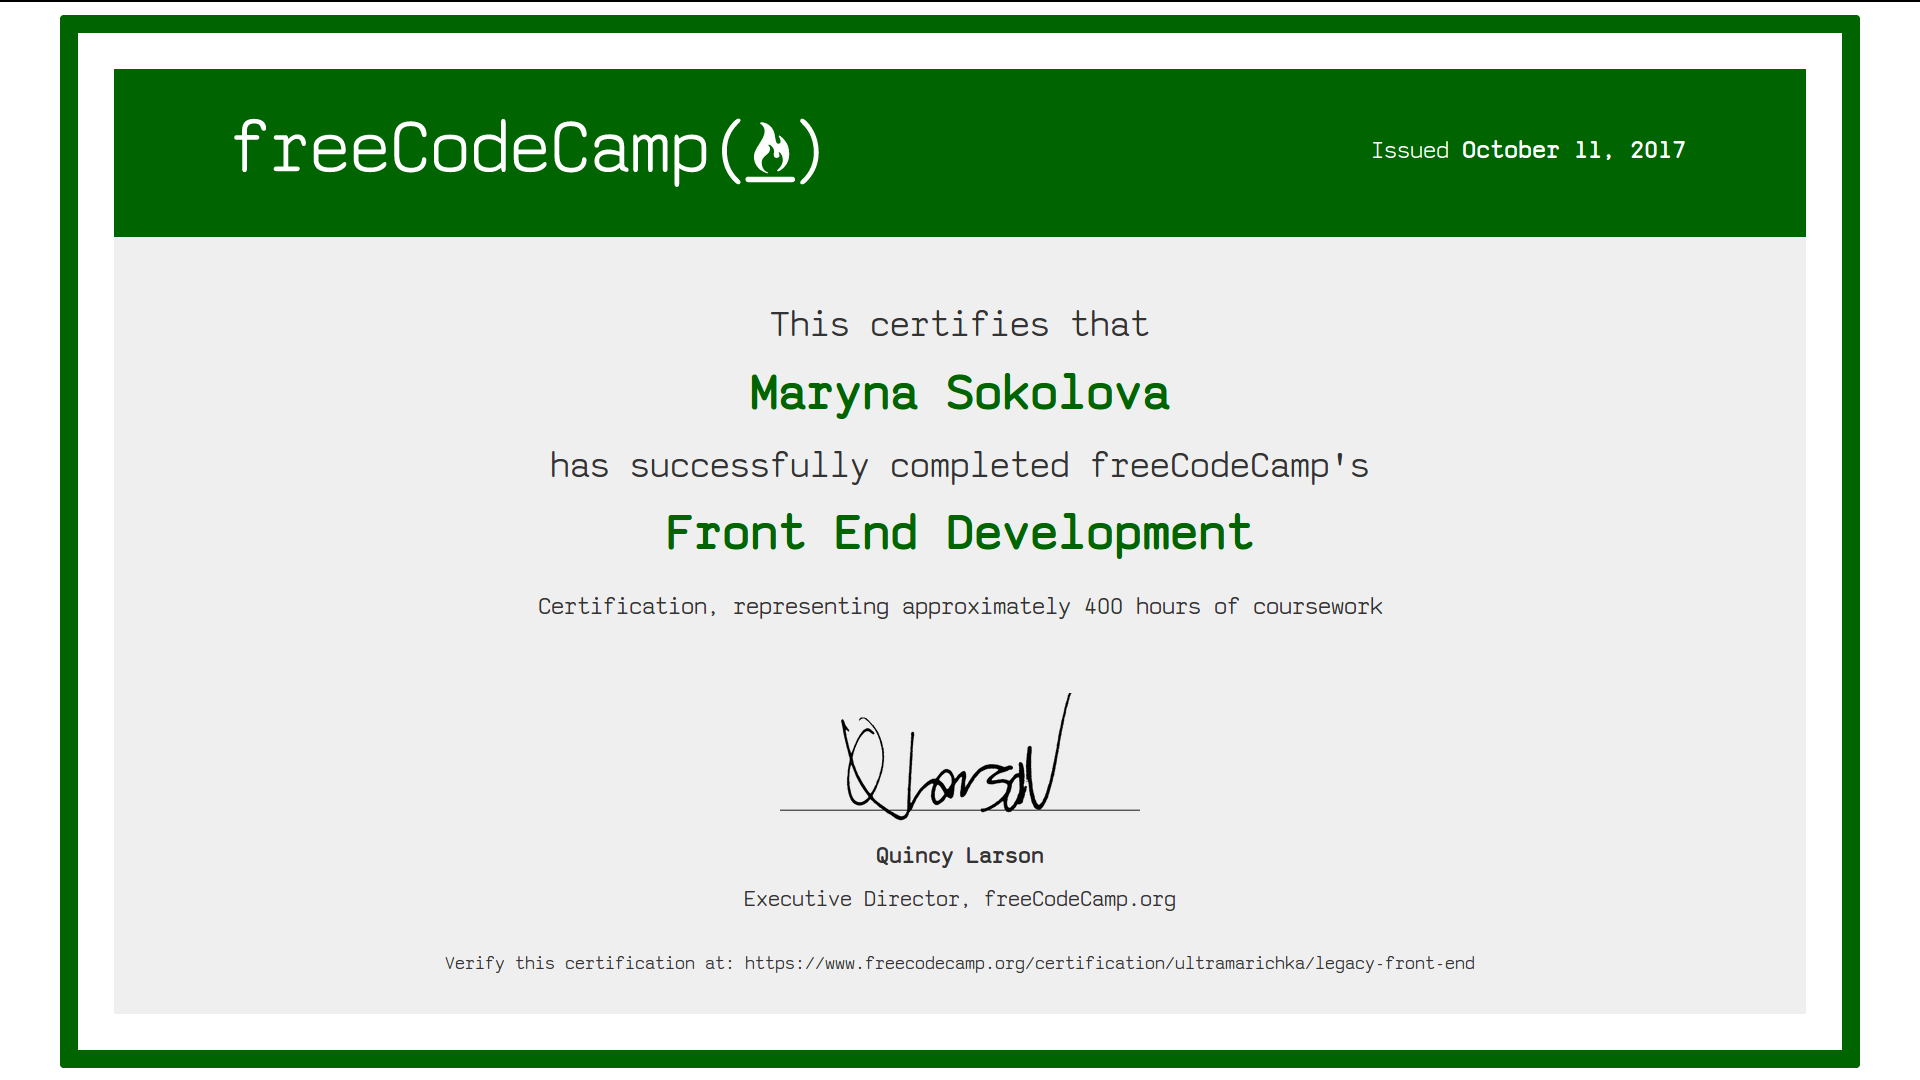 freeCodeCamp(🔥)
Issued October 11, 2017
This certifies that
Maryna Sokolova
has successfully completed freeCodeCamp's
Front End Development
Certification, representing approximately 400 hours of coursework
Q Larson
Quincy Larson
Executive Director, freeCodeCamp.org
Verify this certification at: https://www.freecodecamp.org/certification/ultramarichka/legacy-front-end